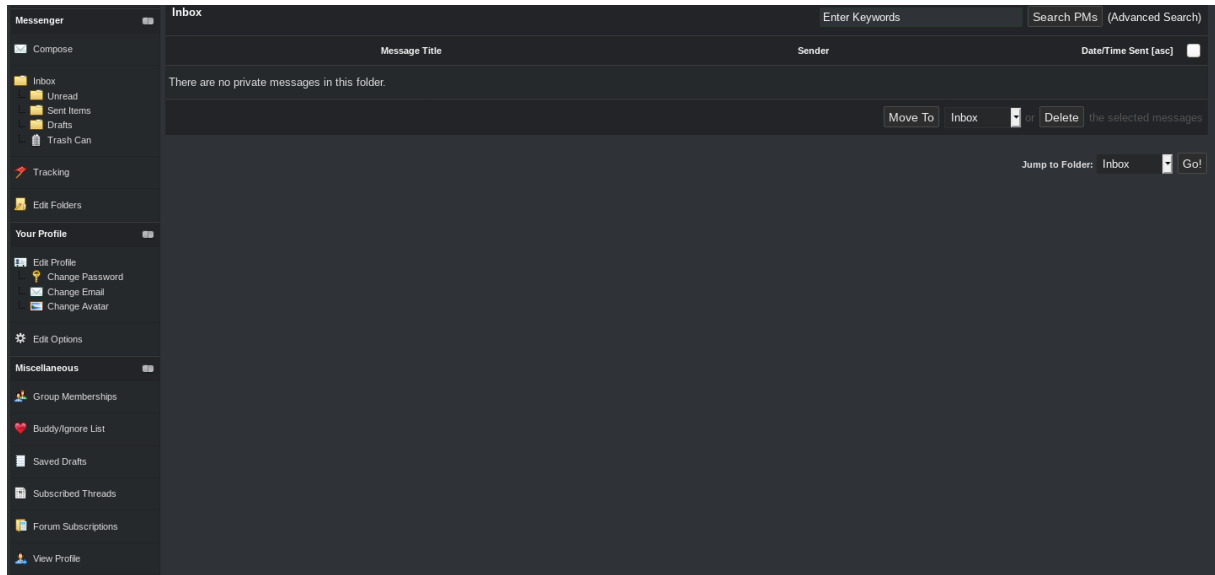 Messenger
Compose
Inbox
Unread
Sent Items
Drafts
Trash Can
Tracking
Edit Folders
Your Profile
Edit Profile
Change Password
Change Email
Change Avatar
Edit Options
Miscellaneous
Group Memberships
Buddy/Ignore List
Saved Drafts
Subscribed Threads
Forum Subscriptions
View Profile
Inbox Enter Keywords Search PMs (Advanced Search)
Message Title Sender Date/Time Sent [asc]
There are no private messages in this folder.
Move To Inbox or Delete the selected messages
Jump to Folder: Inbox Go!